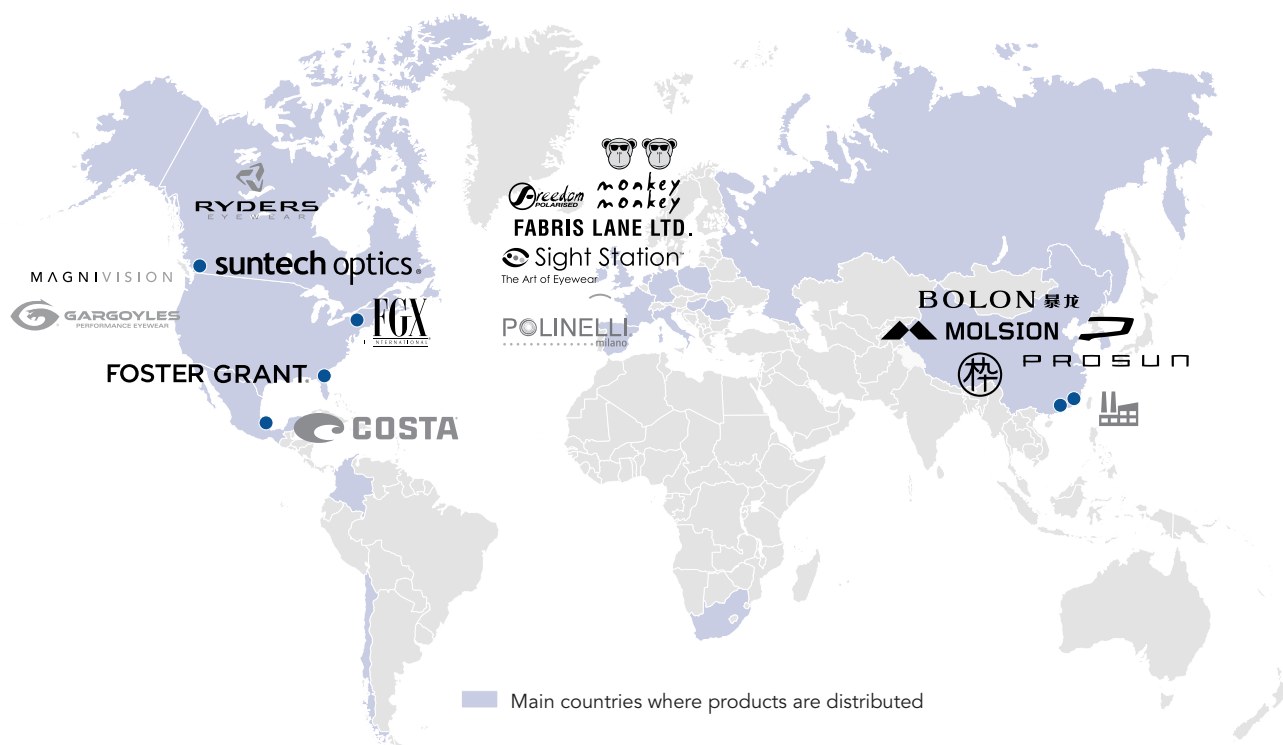 RYDERS
EYEWEAR
suntech optics
MAGNIVISION
GARGOYLES
PERFORMANCE EYEWEAR
FGX
INTERNATIONAL
FOSTER GRANT
COSTA
Freedom
POLARISED
monkey
monkey
FABRIS LANE LTD.
Sight Station
The Art of Eyewear
POLINELLI
milano
BOLON 暴龙
MOLSION
PROSUN
枠
Main countries where products are distributed